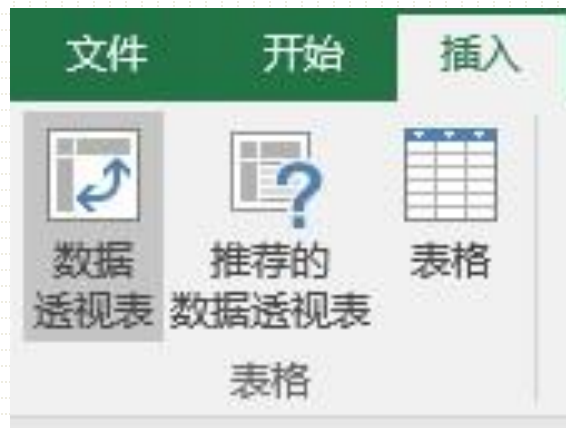 文件 开始 插入
数据
透视表
推荐的
数据透视表
表格
表格